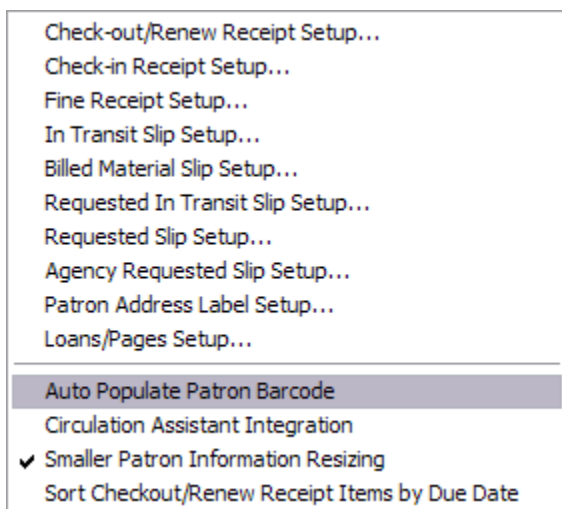 Check-out/Renew Receipt Setup...
Check-in Receipt Setup...
Fine Receipt Setup...
In Transit Slip Setup...
Billed Material Slip Setup...
Requested In Transit Slip Setup...
Requested Slip Setup...
Agency Requested Slip Setup...
Patron Address Label Setup...
Loans/Pages Setup...
Auto Populate Patron Barcode
Circulation Assistant Integration
Smaller Patron Information Resizing
Sort Checkout/Renew Receipt Items by Due Date